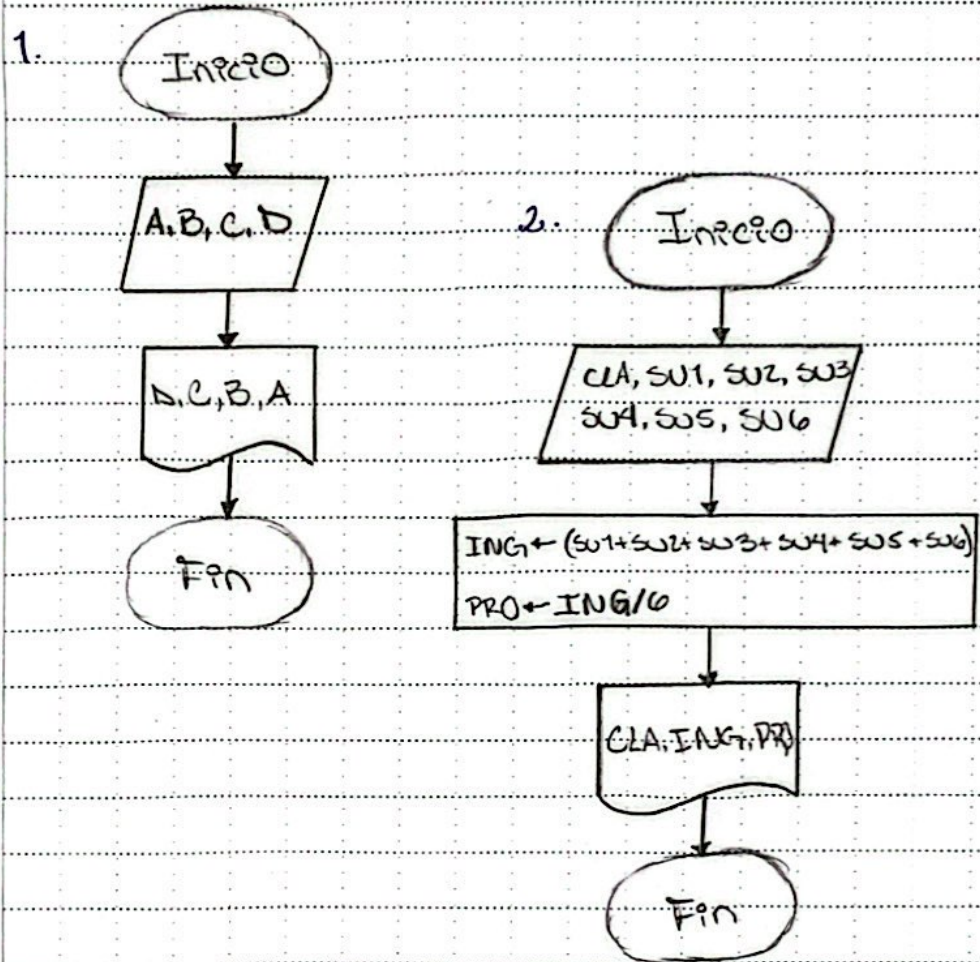 1.
Inicio
A, B, C, D
D, C, B, A
Fin
2.
Inicio
CLA, SU1, SU2, SU3
SU4, SU5, SU6
ING ← (SU1+SU2+SU3+SU4+SU5+SU6)
PRO ← ING/6
CLA, ING, PRO
Fin